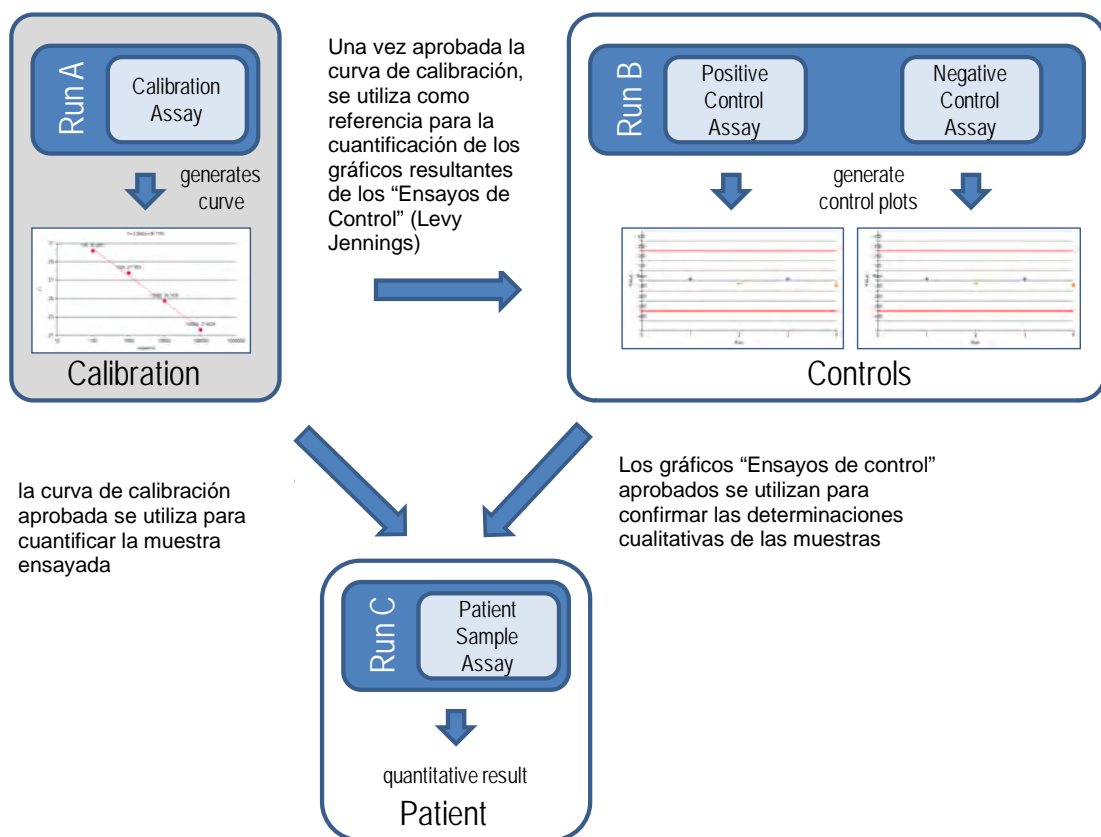 Run A
Calibration
Assay
generates
curve
Calibration
Una vez aprobada la
curva de calibración,
se utiliza como
referencia para la
cuantificación de los
gráficos resultantes
de los “Ensayos de
Control” (Levy
Jennings)
Run B
Positive
Control
Assay
Negative
Control
Assay
generate
control plots
Controls
la curva de calibración
aprobada se utiliza para
cuantificar la muestra
ensayada
Los gráficos “Ensayos de control”
aprobados se utilizan para
confirmar las determinaciones
cualitativas de las muestras
Run C
Patient
Sample
Assay
quantitative result
Patient